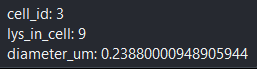 cell_id: 3
lys_in_cell: 9
diameter_um: 0.23880000948905944